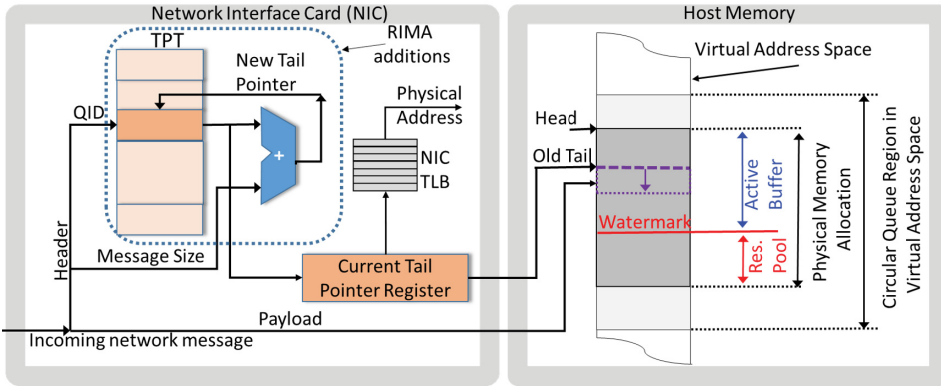 Network Interface Card (NIC)
TPT
RIMA
additions
New Tail
Pointer
QID
Physical
Address
NIC
TLB
+
Header
Message Size
Current Tail
Pointer Register
Payload
Incoming network message
Host Memory
Virtual Address Space
Head
Old Tail
Watermark
Active
Buffer
Res.
Pool
Physical Memory
Allocation
Circular Queue Region in
Virtual Address Space